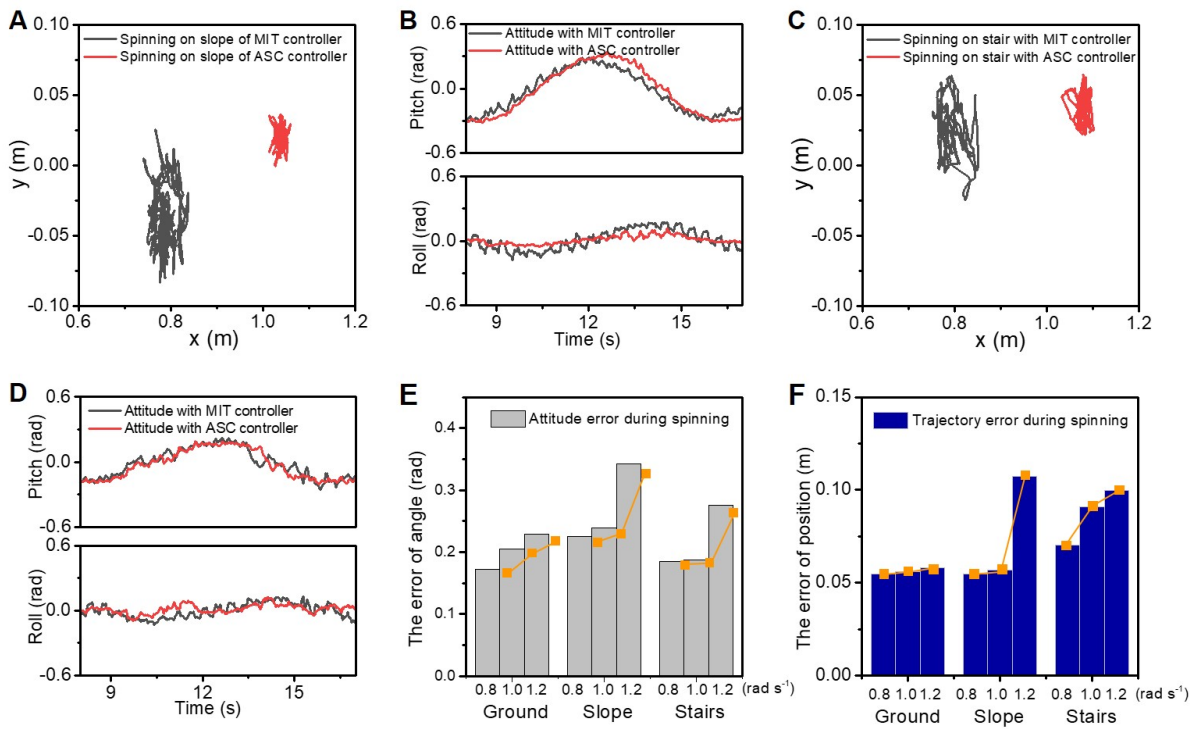 A
Spinning on slope of MIT controller
Spinning on slope of ASC controller
0.10
0.05
0.00
-0.05
-0.10
y (m)
0.6 0.8 1.0 1.2
x (m)
B
Attitude with MIT controller
Attitude with ASC controller
0.6
0.0
-0.6
Pitch (rad)
0.6
0.0
-0.6
Roll (rad)
9 12 15
Time (s)
C
Spinning on stair with MIT controller
Spinning on stair with ASC controller
0.10
0.05
0.00
-0.05
-0.10
y (m)
0.6 0.8 1.0 1.2
x (m)
D
Attitude with MIT controller
Attitude with ASC controller
0.6
0.0
-0.6
Pitch (rad)
0.6
0.0
-0.6
Roll (rad)
9 12 15
Time (s)
E
Attitude error during spinning
0.4
0.3
0.2
0.1
0.0
The error of angle (rad)
0.8 1.0 1.2 0.8 1.0 1.2 0.8 1.0 1.2 (rad s⁻¹)
Ground Slope Stairs
F
Trajectory error during spinning
0.15
0.10
0.05
0.00
The error of position (m)
0.8 1.0 1.2 0.8 1.0 1.2 0.8 1.0 1.2 (rad s⁻¹)
Ground Slope Stairs